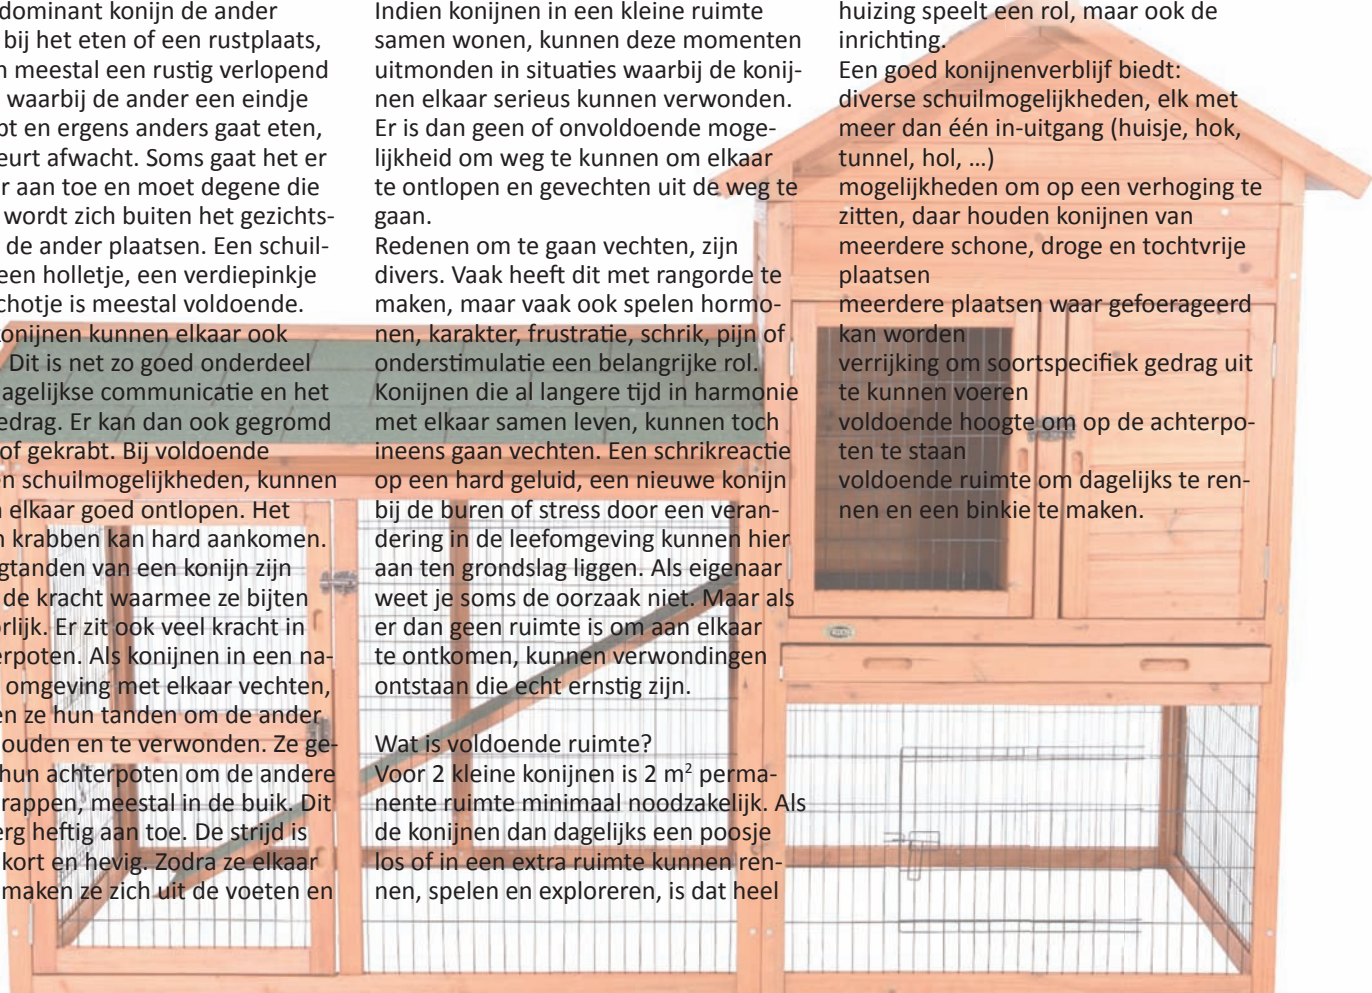 dominant konijn de ander
bij het eten of een rustplaats,
meestal een rustig verlopend
waarbij de ander een eindje
en ergens anders gaat eten,
afwacht. Soms gaat het er
aan toe en moet degene die
wordt zich buiten het gezichts-
de ander plaatsen. Een schuil-
een holletje, een verdiepinkje
is meestal voldoende.
konijnen kunnen elkaar ook
Dit is net zo goed onderdeel
agelijkse communicatie en het
edrag. Er kan dan ook gegromd
of gekrabt. Bij voldoende
en schuilmogelijkheden, kunnen
elkaar goed ontlopen. Het
krabben kan hard aankomen.
gtanden van een konijn zijn
de kracht waarmee ze bijten
rlijk. Er zit ook veel kracht in
erpoten. Als konijnen in een na-
omgeving met elkaar vechten,
en ze hun tanden om de ander
ouden en te verwonden. Ze ge-
hun achterpoten om de andere
rappen, meestal in de buik. Dit
erg heftig aan toe. De strijd is
kort en hevig. Zodra ze elkaar
maken ze zich uit de voeten en
Indien konijnen in een kleine ruimte
samen wonen, kunnen deze momenten
uitmonden in situaties waarbij de konij-
nen elkaar serieus kunnen verwonden.
Er is dan geen of onvoldoende moge-
lijkheid om weg te kunnen om elkaar
te ontlopen en gevechten uit de weg te
gaan.
Redenen om te gaan vechten, zijn
divers. Vaak heeft dit met rangorde te
maken, maar vaak ook spelen hormo-
nen, karakter, frustratie, schrik, pijn of
onderstimulatie een belangrijke rol.
Konijnen die al langere tijd in harmonie
met elkaar samen leven, kunnen toch
ineens gaan vechten. Een schrikreactie
op een hard geluid, een nieuwe konijn
bij de buren of stress door een veran-
dering in de leefomgeving kunnen hier
aan ten grondslag liggen. Als eigenaar
weet je soms de oorzaak niet. Maar als
er dan geen ruimte is om aan elkaar
te ontkomen, kunnen verwondingen
ontstaan die echt ernstig zijn.
Wat is voldoende ruimte?
Voor 2 kleine konijnen is 2 m² perma-
nente ruimte minimaal noodzakelijk. Als
de konijnen dan dagelijks een poosje
los of in een extra ruimte kunnen ren-
nen, spelen en exploreren, is dat heel
huizing speelt een rol, maar ook de
inrichting.
Een goed konijnenverblijf biedt:
diverse schuilmogelijkheden, elk met
meer dan één in-uitgang (huisje, hok,
tunnel, hol, ...)
mogelijkheden om op een verhoging te
zitten, daar houden konijnen van
meerdere schone, droge en tochtvrije
plaatsen
meerdere plaatsen waar gefoerageerd
kan worden
verrijking om soortspecifiek gedrag uit
te kunnen voeren
voldoende hoogte om op de achterpo-
ten te staan
voldoende ruimte om dagelijks te ren-
nen en een binkie te maken.